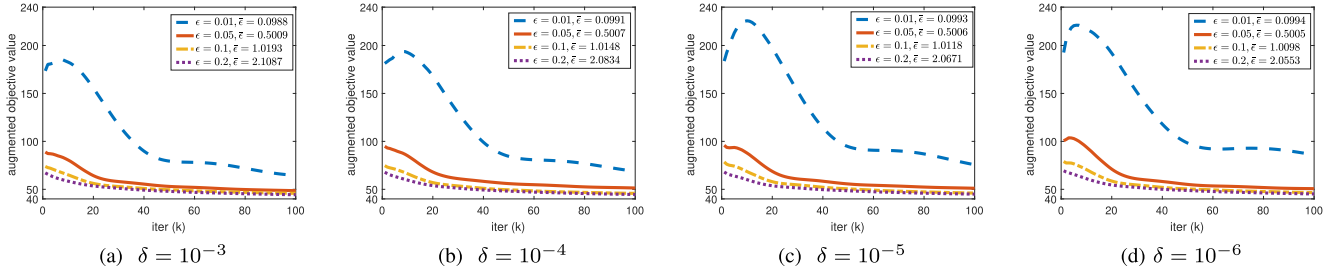 augmented objective value
240
200
150
100
50
40
0
20
40
60
80
100
iter (k)
ϵ = 0.01, ϵ̄ = 0.0988
ϵ = 0.05, ϵ̄ = 0.5009
ϵ = 0.1, ϵ̄ = 1.0193
ϵ = 0.2, ϵ̄ = 2.1087
(a) δ = 10⁻³
augmented objective value
240
200
150
100
50
40
0
20
40
60
80
100
iter (k)
ϵ = 0.01, ϵ̄ = 0.0991
ϵ = 0.05, ϵ̄ = 0.5007
ϵ = 0.1, ϵ̄ = 1.0148
ϵ = 0.2, ϵ̄ = 2.0834
(b) δ = 10⁻⁴
augmented objective value
240
200
150
100
50
40
0
20
40
60
80
100
iter (k)
ϵ = 0.01, ϵ̄ = 0.0993
ϵ = 0.05, ϵ̄ = 0.5006
ϵ = 0.1, ϵ̄ = 1.0118
ϵ = 0.2, ϵ̄ = 2.0671
(c) δ = 10⁻⁵
augmented objective value
240
200
150
100
50
40
0
20
40
60
80
100
iter (k)
ϵ = 0.01, ϵ̄ = 0.0994
ϵ = 0.05, ϵ̄ = 0.5005
ϵ = 0.1, ϵ̄ = 1.0098
ϵ = 0.2, ϵ̄ = 2.0553
(d) δ = 10⁻⁶